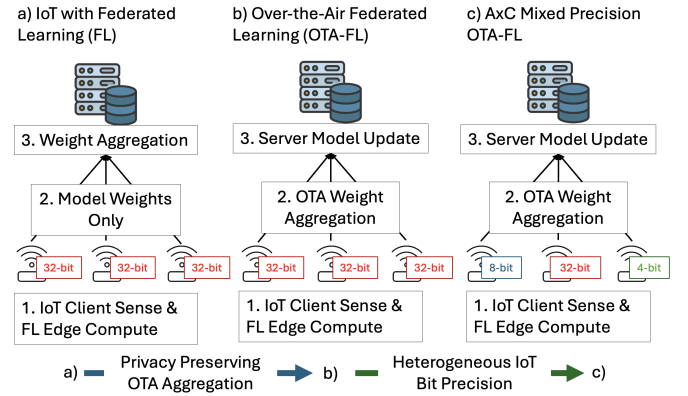 a) IoT with Federated
Learning (FL)
3. Weight Aggregation
2. Model Weights
Only
32-bit
32-bit
32-bit
1. IoT Client Sense &
FL Edge Compute
b) Over-the-Air Federated
Learning (OTA-FL)
3. Server Model Update
2. OTA Weight
Aggregation
32-bit
32-bit
32-bit
1. IoT Client Sense &
FL Edge Compute
c) AxC Mixed Precision
OTA-FL
3. Server Model Update
2. OTA Weight
Aggregation
8-bit
32-bit
4-bit
1. IoT Client Sense &
FL Edge Compute
a)
Privacy Preserving
OTA Aggregation
b)
Heterogeneous IoT
Bit Precision
c)